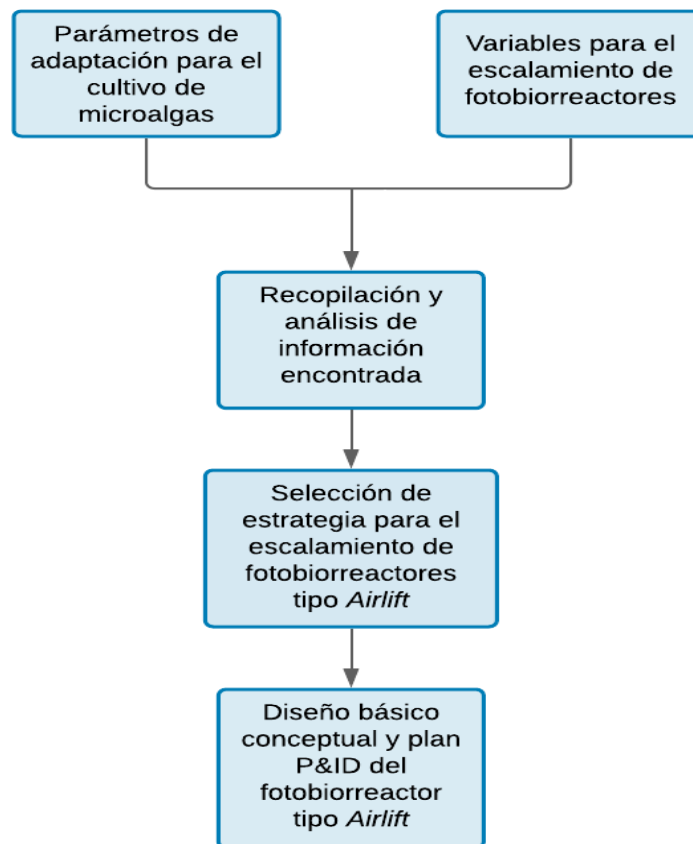 Parámetros de
adaptación para el
cultivo de
microalgas
Variables para el
escalamiento de
fotobiorreactores
Recopilación y
análisis de
información
encontrada
Selección de
estrategia para el
escalamiento de
fotobiorreactores
tipo Airlift
Diseño básico
conceptual y plan
P&ID del
fotobiorreactor
tipo Airlift